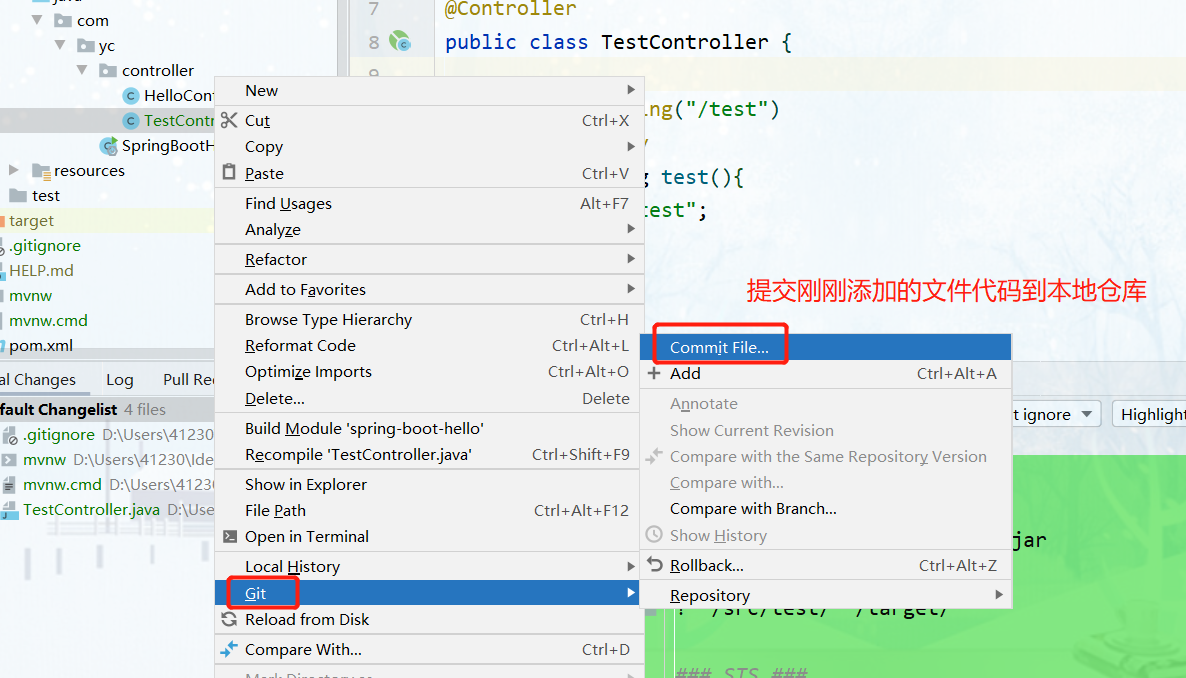 com
yc
controller
HelloCont
TestContr
SpringBootH
resources
test
target
.gitignore
HELP.md
mvnw
mvnw.cmd
pom.xml
al Changes
Log
Pull Rec
fault Changelist 4 files
.gitignore D:\Users\41230
mvnw D:\Users\41230\Ide
mvnw.cmd D:\Users\4123
TestController.java D:\Use
New
Cut Ctrl+X
Copy
Paste Ctrl+V
Find Usages Alt+F7
Analyze
Refactor
Add to Favorites
Browse Type Hierarchy Ctrl+H
Reformat Code Ctrl+Alt+L
Optimize Imports Ctrl+Alt+O
Delete... Delete
Build Module 'spring-boot-hello'
Recompile 'TestController.java' Ctrl+Shift+F9
Show in Explorer
File Path Ctrl+Alt+F12
Open in Terminal
Local History
Git
Reload from Disk
Compare With... Ctrl+D
7 @Controller
8 public class TestController {
9
ng("/test")
g test(){
test";
提交刚刚添加的文件代码到本地仓库
Commit File...
Add Ctrl+Alt+A
Annotate
Show Current Revision
Compare with the Same Repository Version
Compare with...
Compare with Branch...
Show History
Rollback... Ctrl+Alt+Z
Repository
t ignore
Highlight
jar
### STS ###